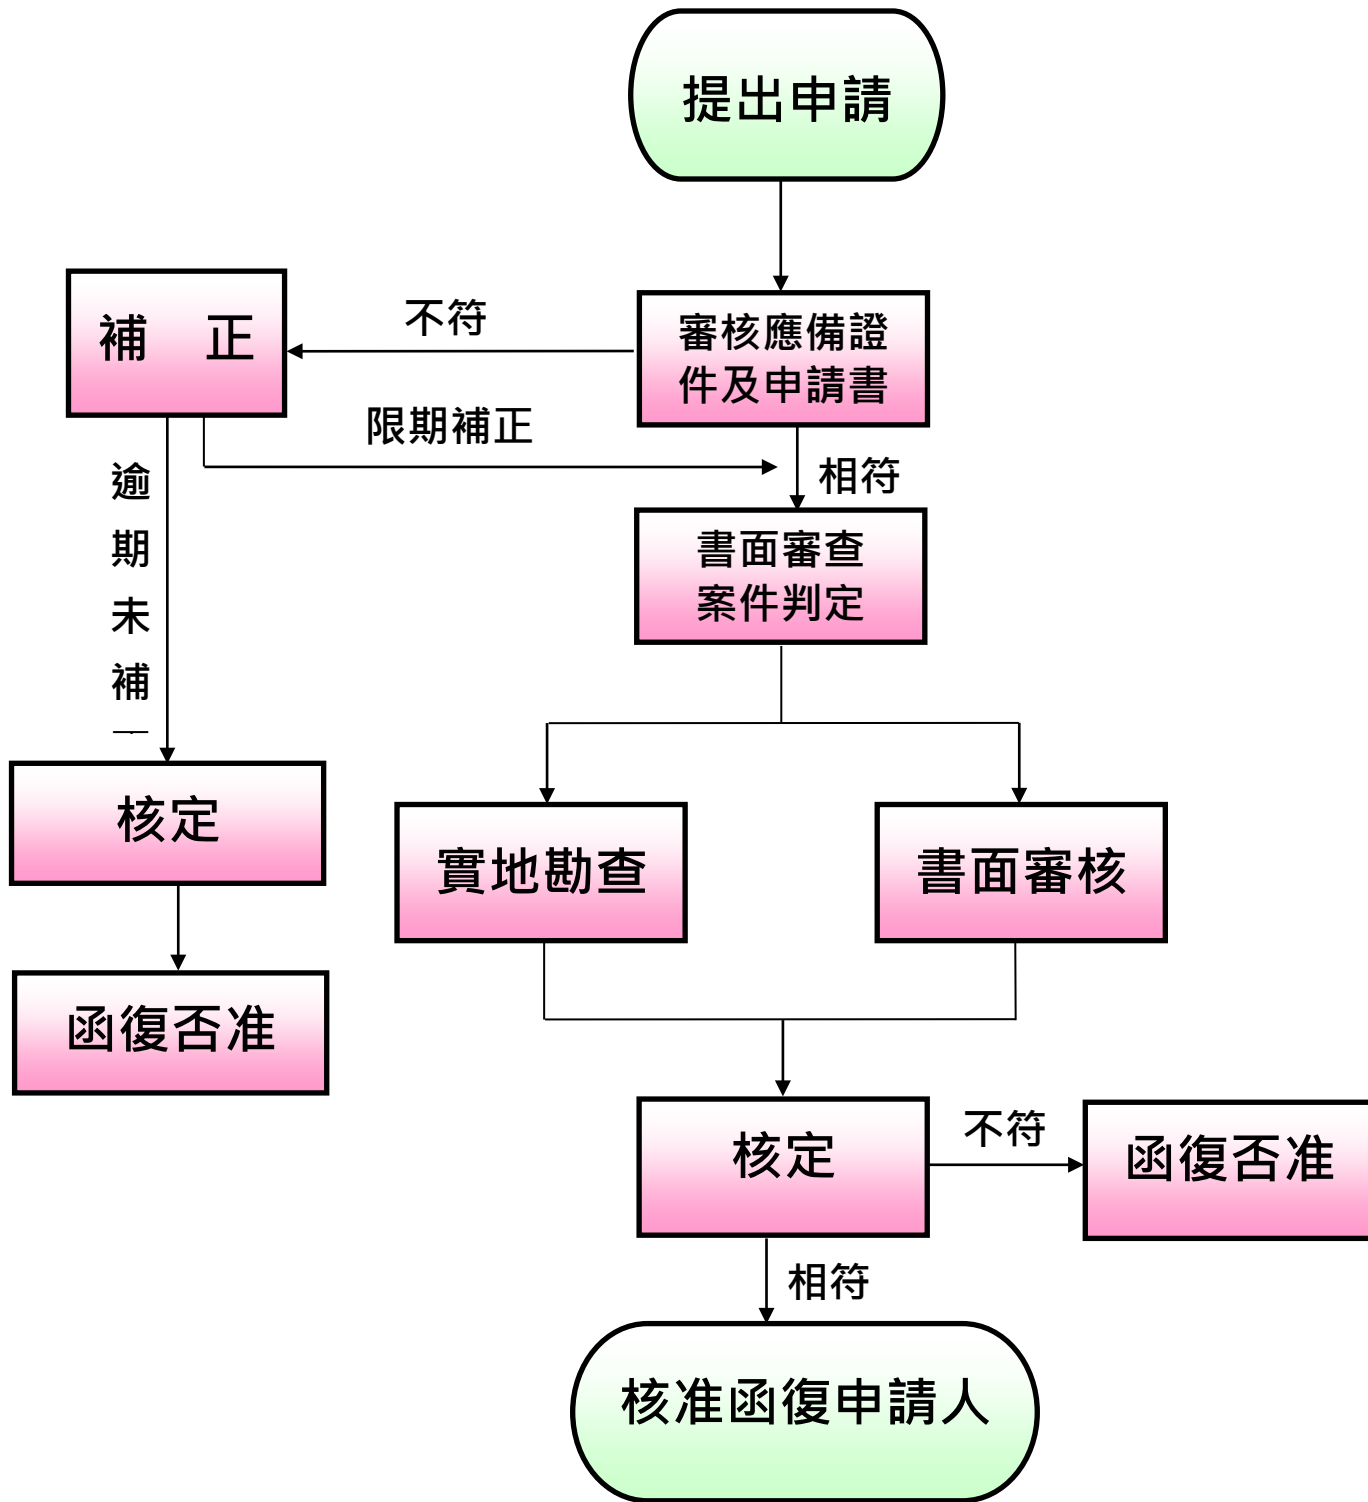 提出申請
補　正
不符
審核應備證
件及申請書
限期補正
相符
逾
期
未
補
書面審查
案件判定
核定
實地勘查
書面審核
函復否准
核定
不符
函復否准
相符
核准函復申請人